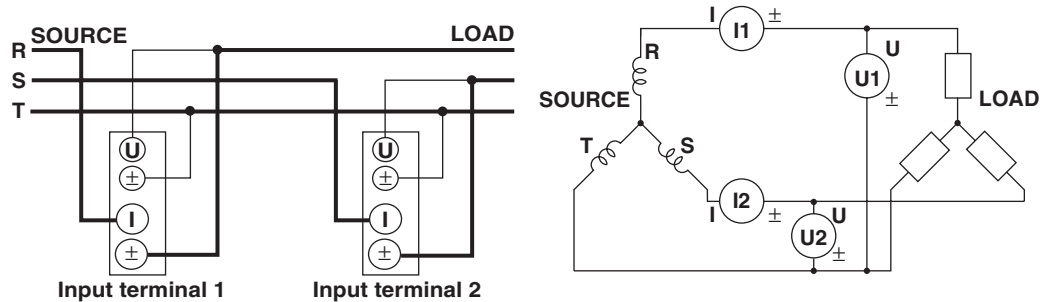 SOURCE
LOAD
R
S
T
U
±
I
±
U
±
I
±
Input terminal 1
Input terminal 2
I
I1
±
R
U
U1
±
SOURCE
LOAD
T
S
I
I2
±
U
U2
±